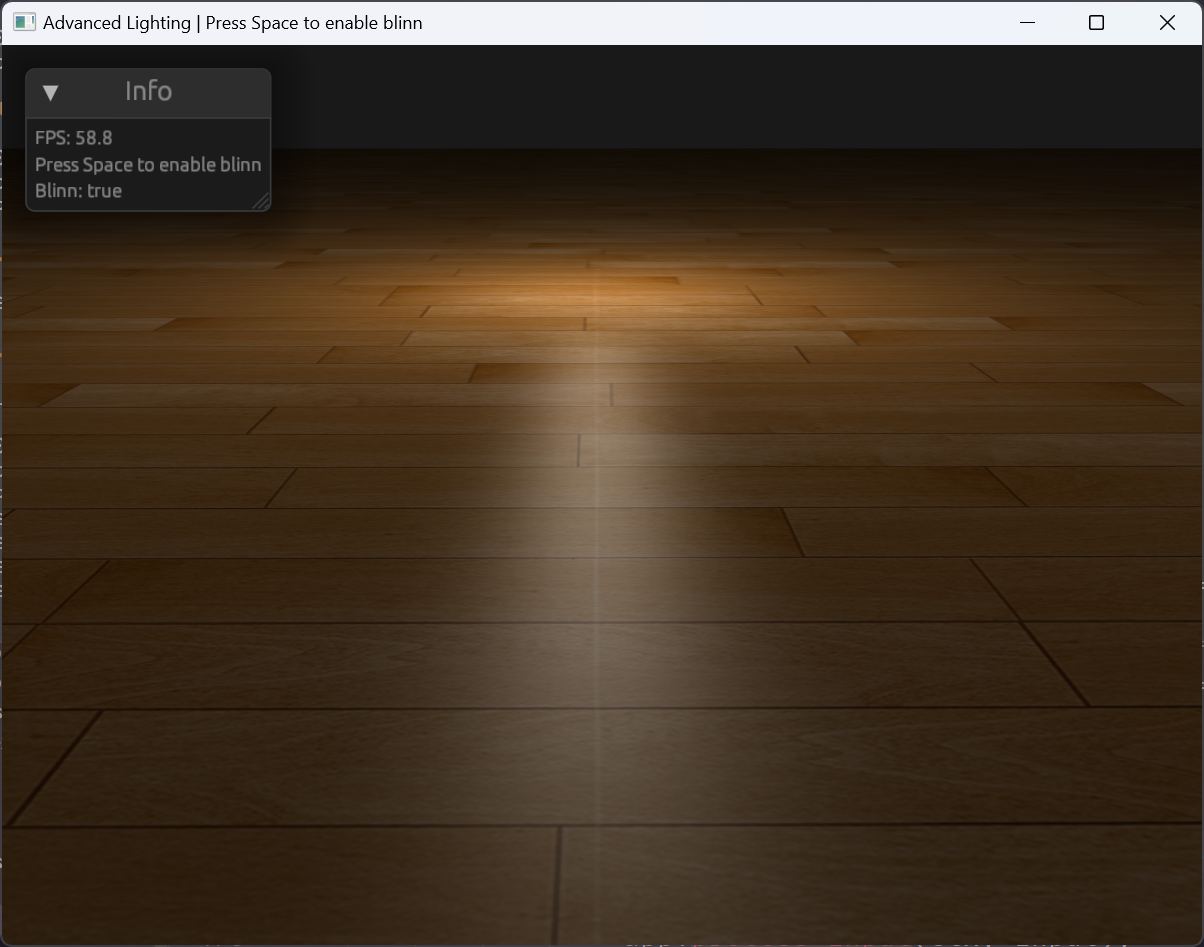 Advanced Lighting | Press Space to enable blinn
Info
FPS: 58.8
Press Space to enable blinn
Blinn: true